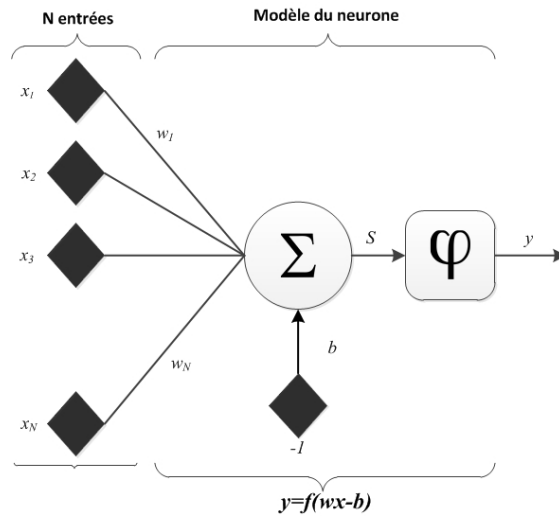 N entrées
Modèle du neurone
x1
w1
x2
x3
Σ
S
φ
y
b
wN
xN
-1
y=f(wx-b)